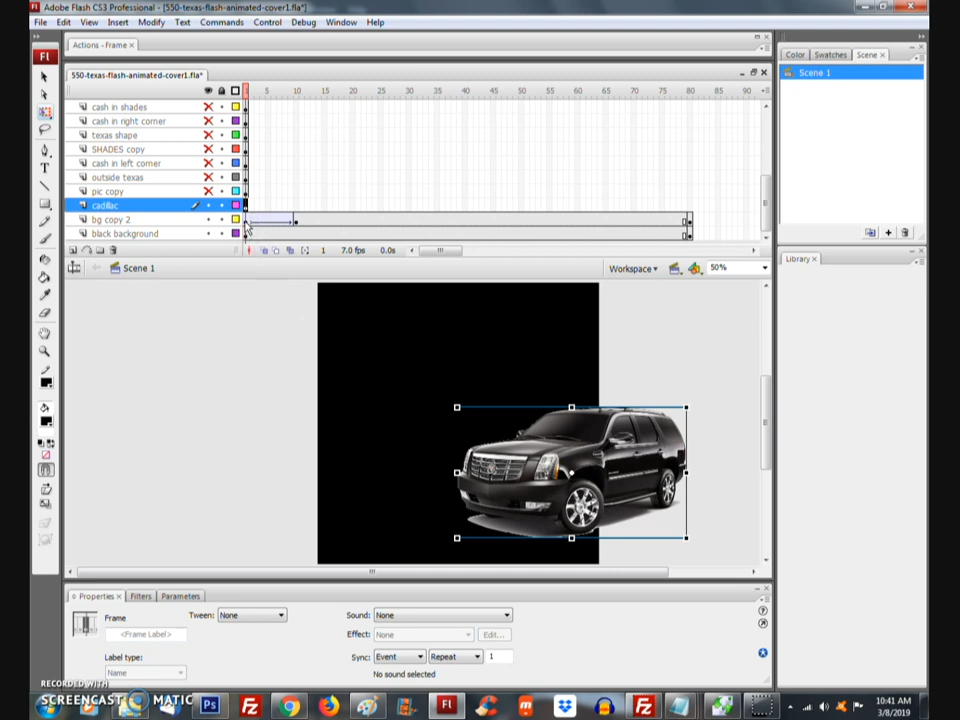 Adobe Flash CS3 Professional - [550-texas-flash-animated-cover1.fla*]
File Edit View Insert Modify Text Commands Control Debug Window Help
Actions - Frame ×
Color Swatches Scene ×
Fl
550-texas-flash-animated-cover1.fla*
Scene 1
5 10 15 20 25 30 35 40 45 50 55 60 65 70 75 80 85 90
cash in shades
cash in right corner
texas shape
SHADES copy
cash in left corner
outside texas
pic copy
cadillac
bg copy 2
black background
1 7.0 fps 0.0s
Scene 1
Workspace
50%
Library ×
Properties × Filters Parameters
Frame
Tween: None
Sound: None
<Frame Label>
Effect: None
Edit...
Label type:
Sync: Event
Repeat
1
Name
No sound selected
RECORDED WITH
SCREENCAST MATIC
Ps
Fz
Fl
Fz
10:41 AM
3/8/2019